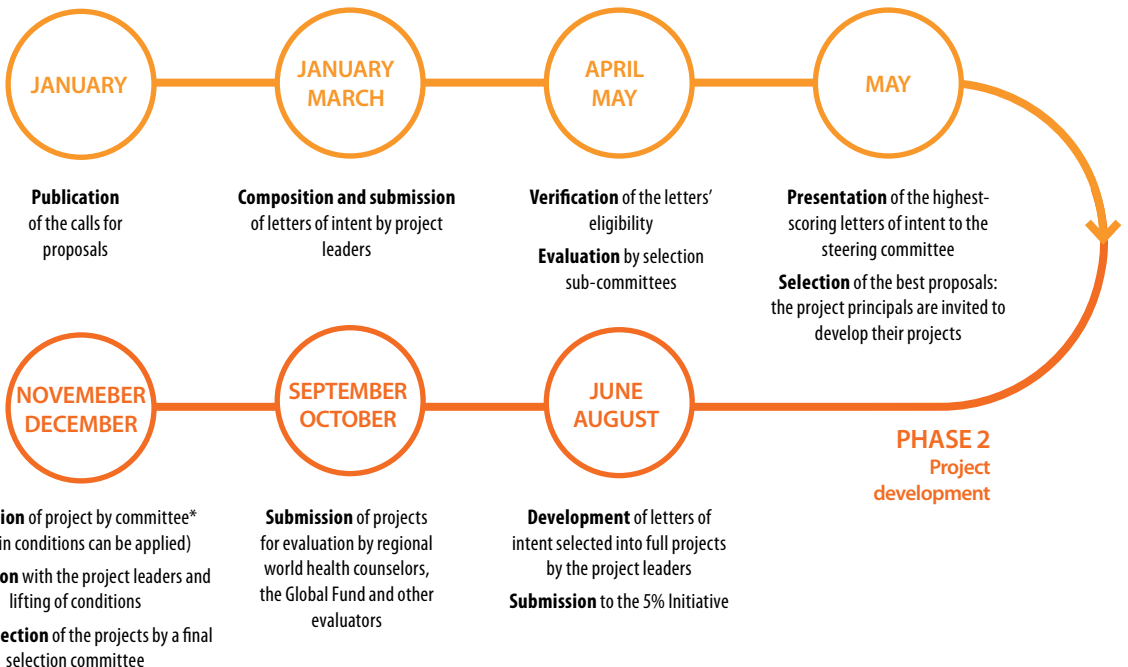 JANUARY
JANUARY
MARCH
APRIL
MAY
MAY
Publication
of the calls for
proposals
Composition and submission
of letters of intent by project
leaders
Verification of the letters’
eligibility
Evaluation by selection
sub-committees
Presentation of the highest-
scoring letters of intent to the
steering committee
Selection of the best proposals:
the project principals are invited to
develop their projects
PHASE 2
Project
development
JUNE
AUGUST
Development of letters of
intent selected into full projects
by the project leaders
Submission to the 5% Initiative
SEPTEMBER
OCTOBER
Submission of projects
for evaluation by regional
world health counselors,
the Global Fund and other
evaluators
NOVEMEBER
DECEMBER
of project by committee*
conditions can be applied)
with the project leaders and
lifting of conditions
of the projects by a final
selection committee